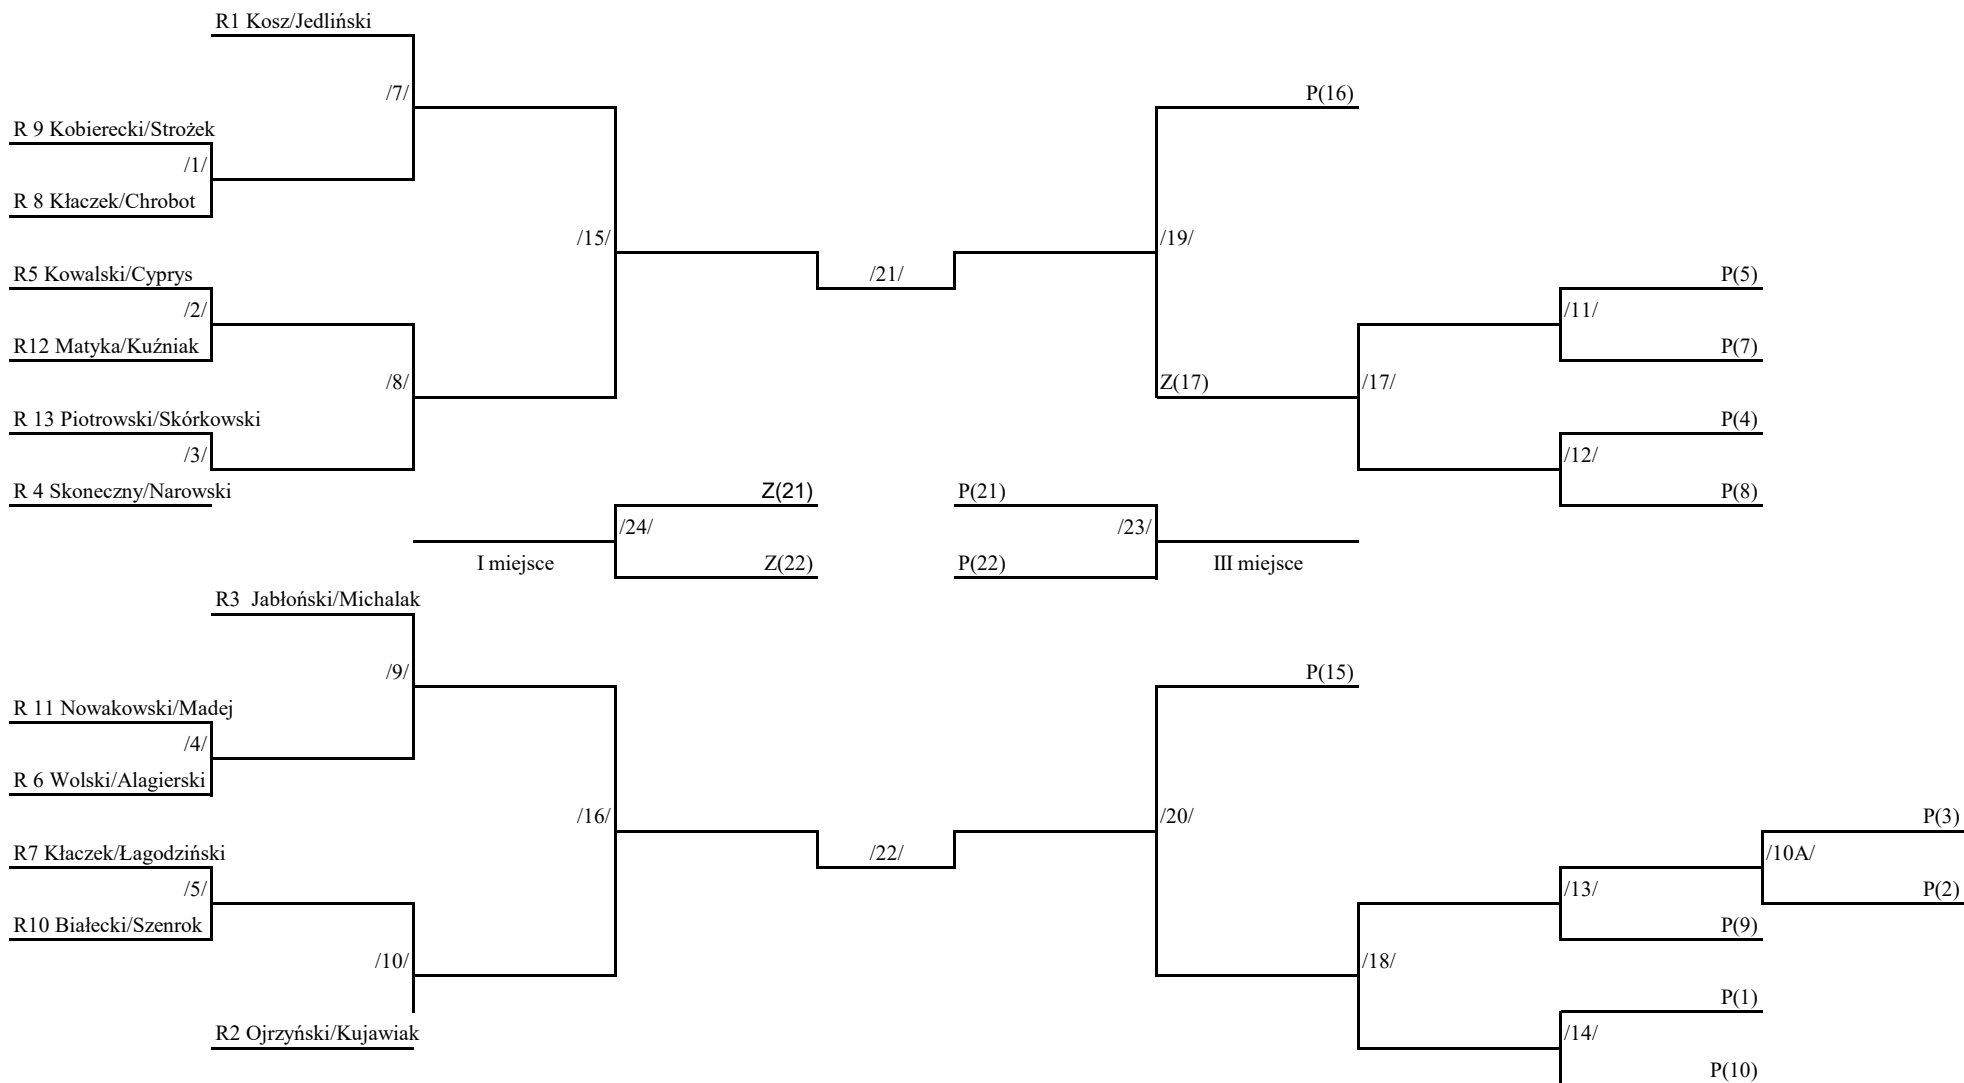 R1 Kosz/Jedliński
/7/
P(16)
R 9 Kobierecki/Strożek
/1/
R 8 Kłaczek/Chrobot
/15/
/19/
R5 Kowalski/Cyprys
/21/
P(5)
/2/
/11/
R12 Matyka/Kuźniak
P(7)
/8/
Z(17)
/17/
R 13 Piotrowski/Skórkowski
P(4)
/3/
/12/
R 4 Skoneczny/Narowski
Z(21)
P(21)
P(8)
/24/
/23/
I miejsce
Z(22)
P(22)
III miejsce
R3  Jabłoński/Michalak
/9/
P(15)
R 11 Nowakowski/Madej
/4/
R 6 Wolski/Alagierski
/16/
/20/
P(3)
R7 Kłaczek/Łagodziński
/22/
/10A/
/5/
/13/
P(2)
R10 Białecki/Szenrok
P(9)
/10/
/18/
P(1)
R2 Ojrzyński/Kujawiak
/14/
P(10)